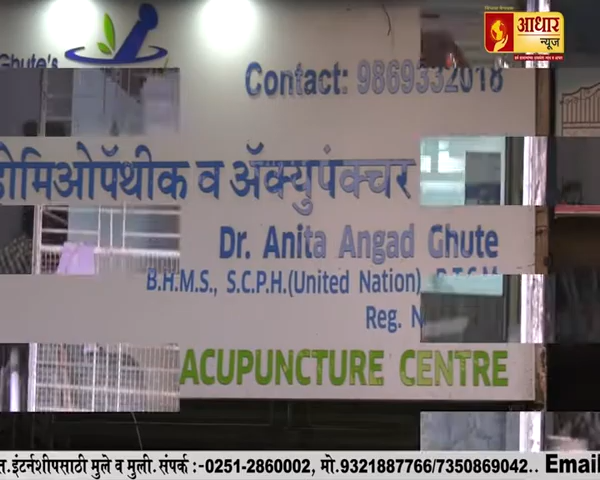 आधार
न्यूज
Ghute's
Contact: 9869332018
होमिओपॅथीक व ॲक्युपंक्चर
Dr. Anita Angad Ghute
B.H.M.S., S.C.P.H.(United Nation)
Reg.
ACUPUNCTURE CENTRE
इंटर्नशीपसाठी मुले व मुली. संपर्क :-0251-2860002, मो.9321887766/7350869042.. Email